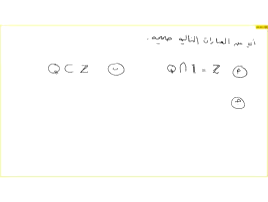 أي من العبارات التالية صحيحة.
Q ∩ I = Z (P
Q ⊂ Z (ب